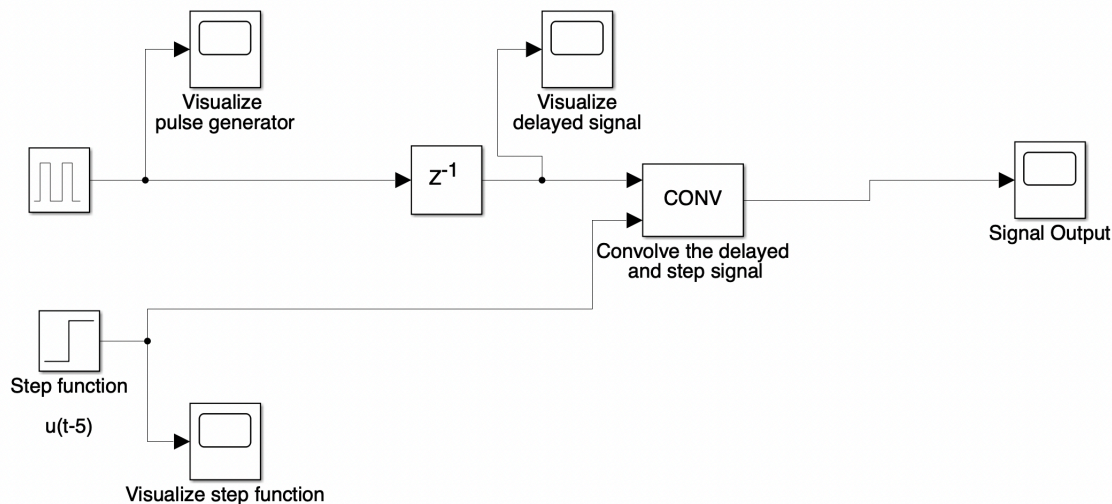 Visualize
pulse generator
Visualize
delayed signal
z-1
CONV
Convolve the delayed
and step signal
Signal Output
Step function
u(t-5)
Visualize step function